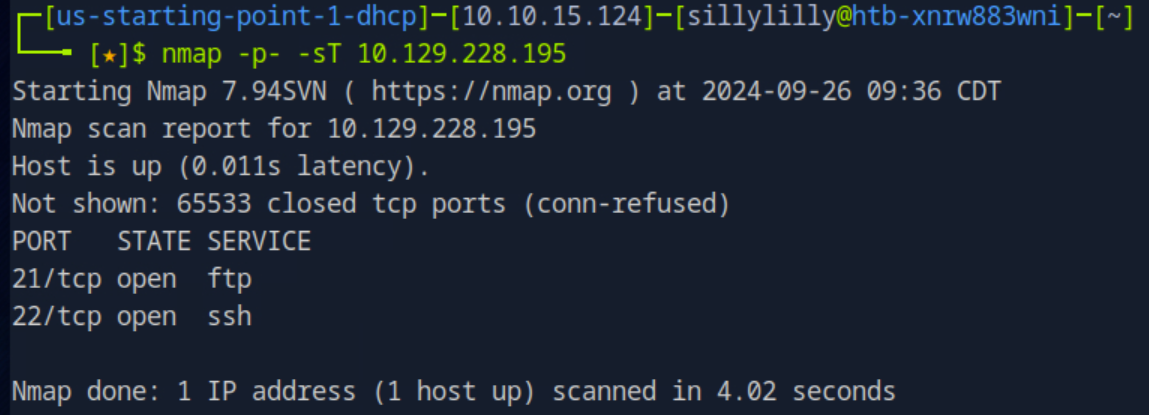 ┌─[us-starting-point-1-dhcp]─[10.10.15.124]─[sillylilly@htb-xnrw883wni]─[~]
└──╼ [★]$ nmap -p- -sT 10.129.228.195
Starting Nmap 7.94SVN ( https://nmap.org ) at 2024-09-26 09:36 CDT
Nmap scan report for 10.129.228.195
Host is up (0.011s latency).
Not shown: 65533 closed tcp ports (conn-refused)
PORT   STATE SERVICE
21/tcp open  ftp
22/tcp open  ssh
Nmap done: 1 IP address (1 host up) scanned in 4.02 seconds